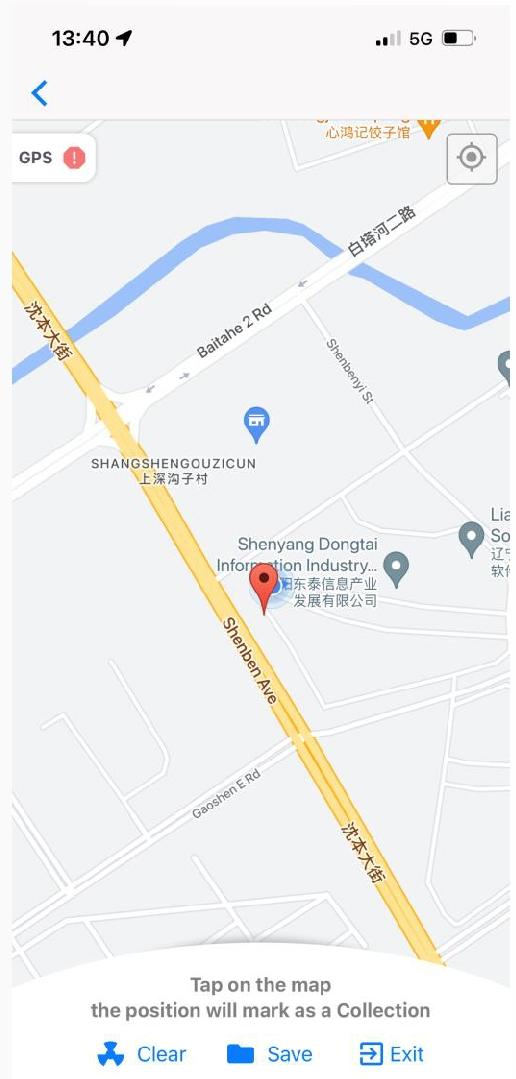 13:40
5G
GPS
心鸿记饺子馆
白塔河二路
沈本大街
Baitahe 2 Rd
Shenbenyi St
SHANGSHENGOUZICUN
上深沟子村
Shenyang Dongtai
Information Industry...
阳东泰信息产业
发展有限公司
Lia
So
辽宁
软件
Shenben Ave
Gaoshen E Rd
沈本大街
Tap on the map
the position will mark as a Collection
Clear
Save
Exit